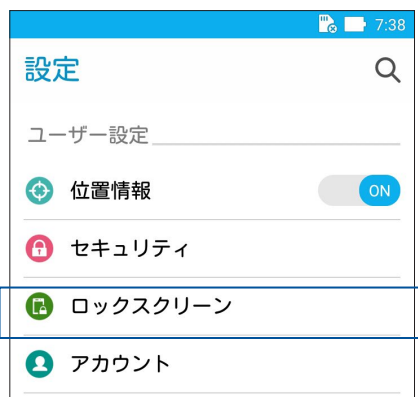 7:38
設定
ユーザー設定
位置情報
ON
セキュリティ
ロックスクリーン
アカウント